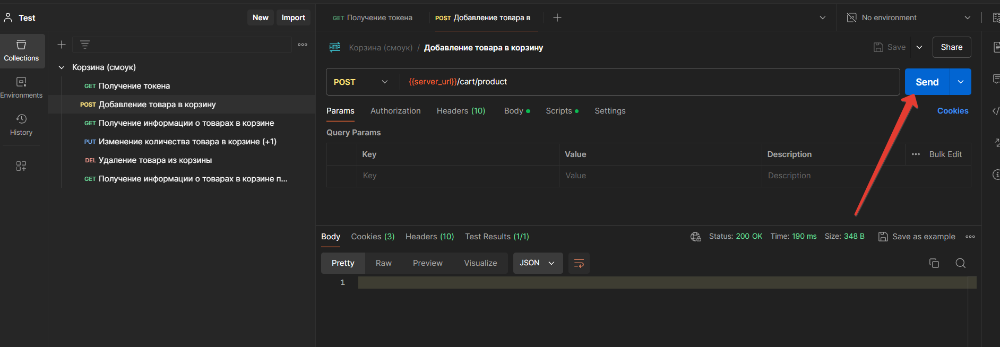 Test
New
Import
Collections
Environments
History
Корзина (смоук)
GET Получение токена
POST Добавление товара в корзину
GET Получение информации о товарах в корзине
PUT Изменение количества товара в корзине (+1)
DEL Удаление товара из корзины
GET Получение информации о товарах в корзине п...
GET Получение токена
POST Добавление товара в
No environment
HTTP Корзина (смоук) / Добавление товара в корзину
Save
Share
POST
{{server_url}}/cart/product
Send
Params
Authorization
Headers (10)
Body
Scripts
Settings
Cookies
Query Params
Key
Value
Description
Bulk Edit
Key
Value
Description
Body
Cookies (3)
Headers (10)
Test Results (1/1)
Status: 200 OK
Time: 190 ms
Size: 348 B
Save as example
Pretty
Raw
Preview
Visualize
JSON
1